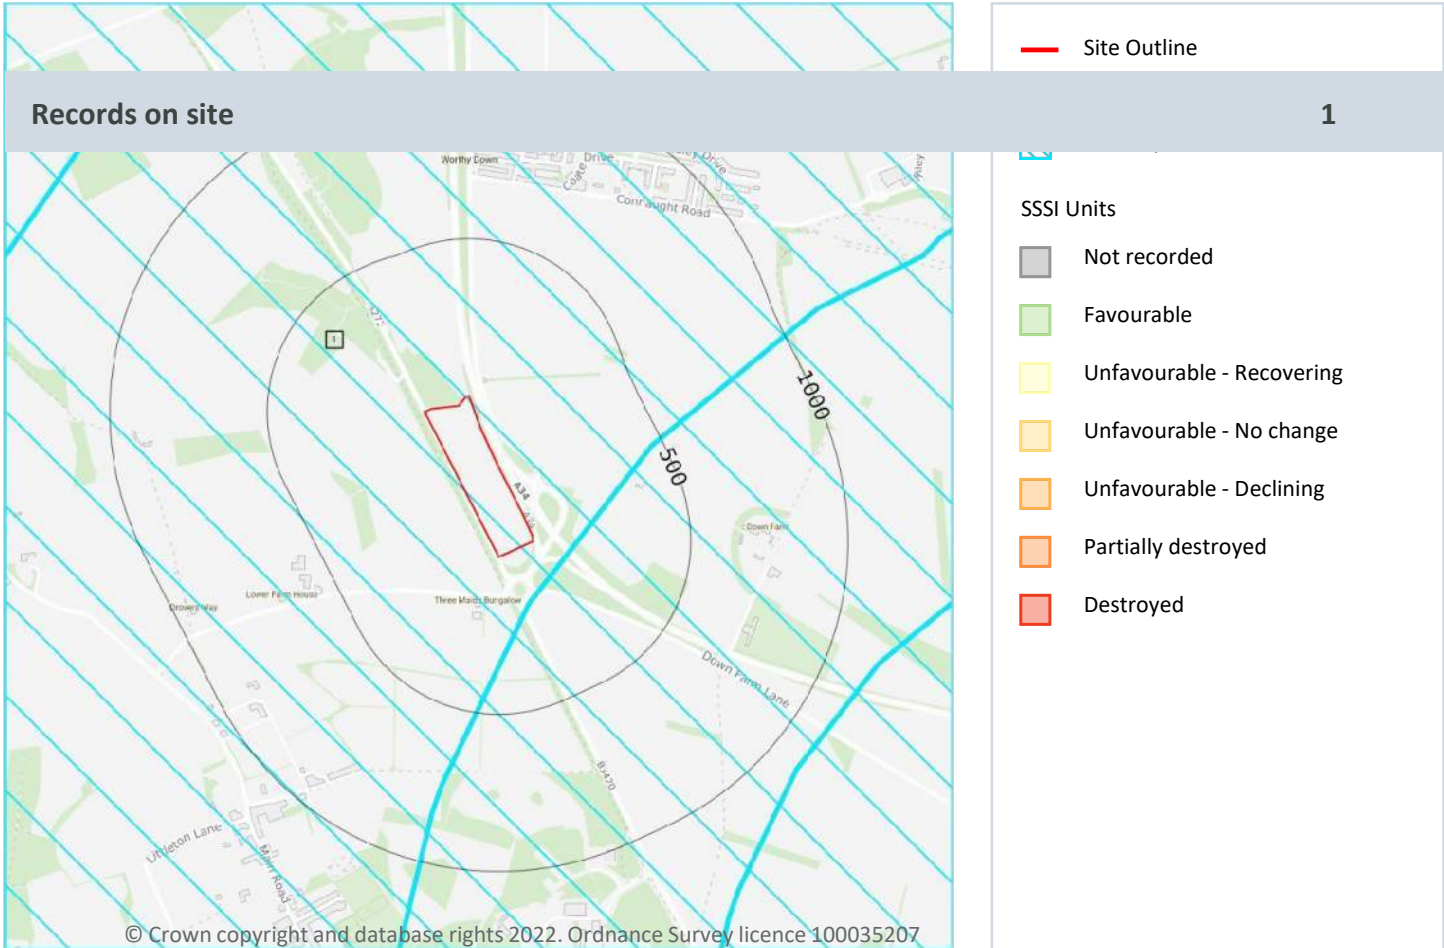 Site Outline
Records on site 1
Worthy Down
Drive
Drive
Connaught Road
SSSI Units
Not recorded
Favourable
1
Unfavourable - Recovering
1000
Unfavourable - No change
500
A34
Unfavourable - Declining
Down Farm
Partially destroyed
Lower Farm House
Drovers Way
Three Maids Bungalow
Destroyed
Down Farm Lane
B3420
Littleton Lane
Main Road
© Crown copyright and database rights 2022. Ordnance Survey licence 100035207